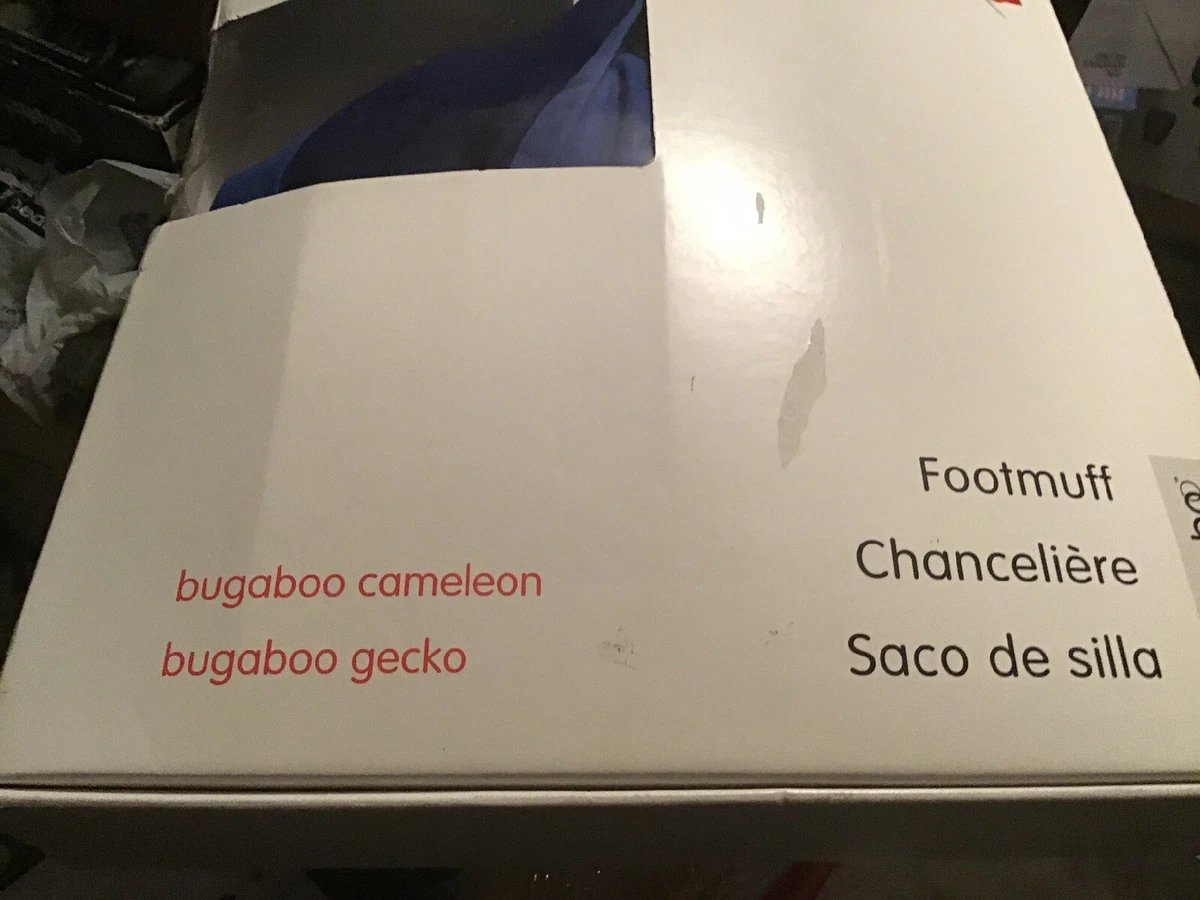 Footmuff
Chancelière
Saco de silla
bugaboo cameleon
bugaboo gecko